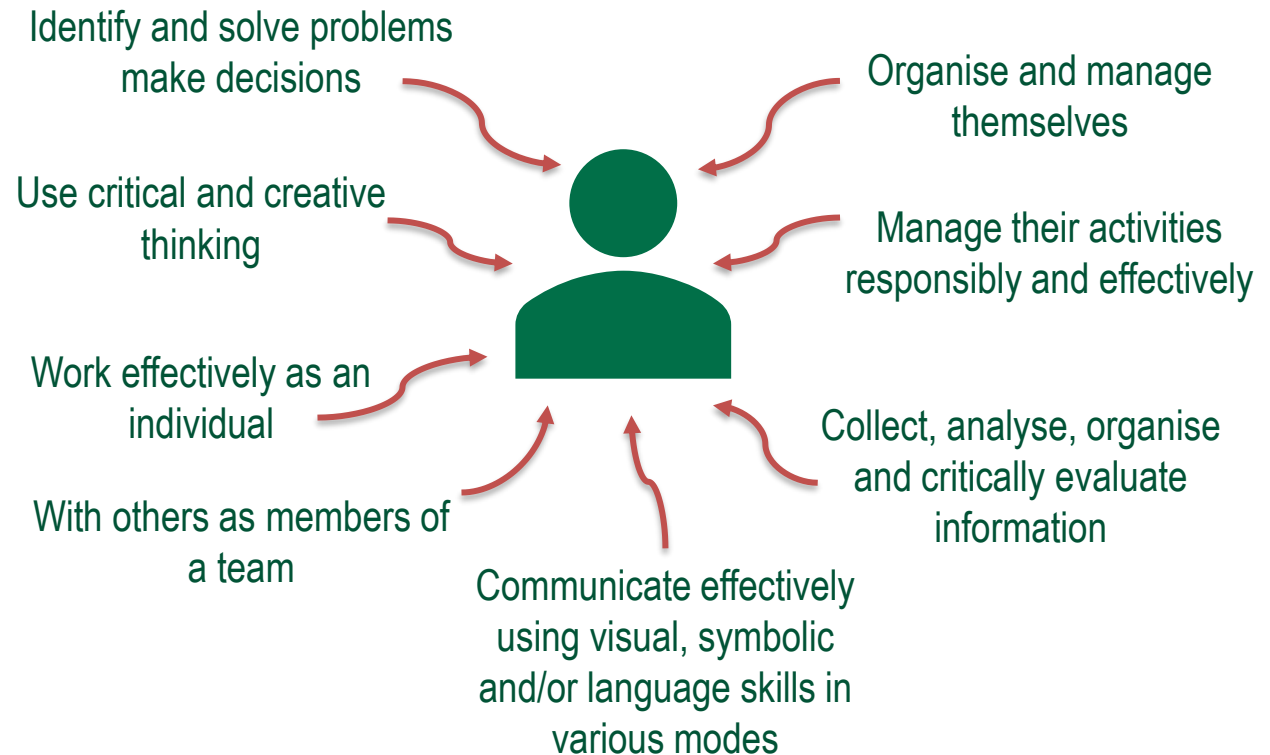 Identify and solve problems
make decisions
Organise and manage
themselves
Use critical and creative
thinking
Manage their activities
responsibly and effectively
Work effectively as an
individual
Collect, analyse, organise
and critically evaluate
information
With others as members of
a team
Communicate effectively
using visual, symbolic
and/or language skills in
various modes